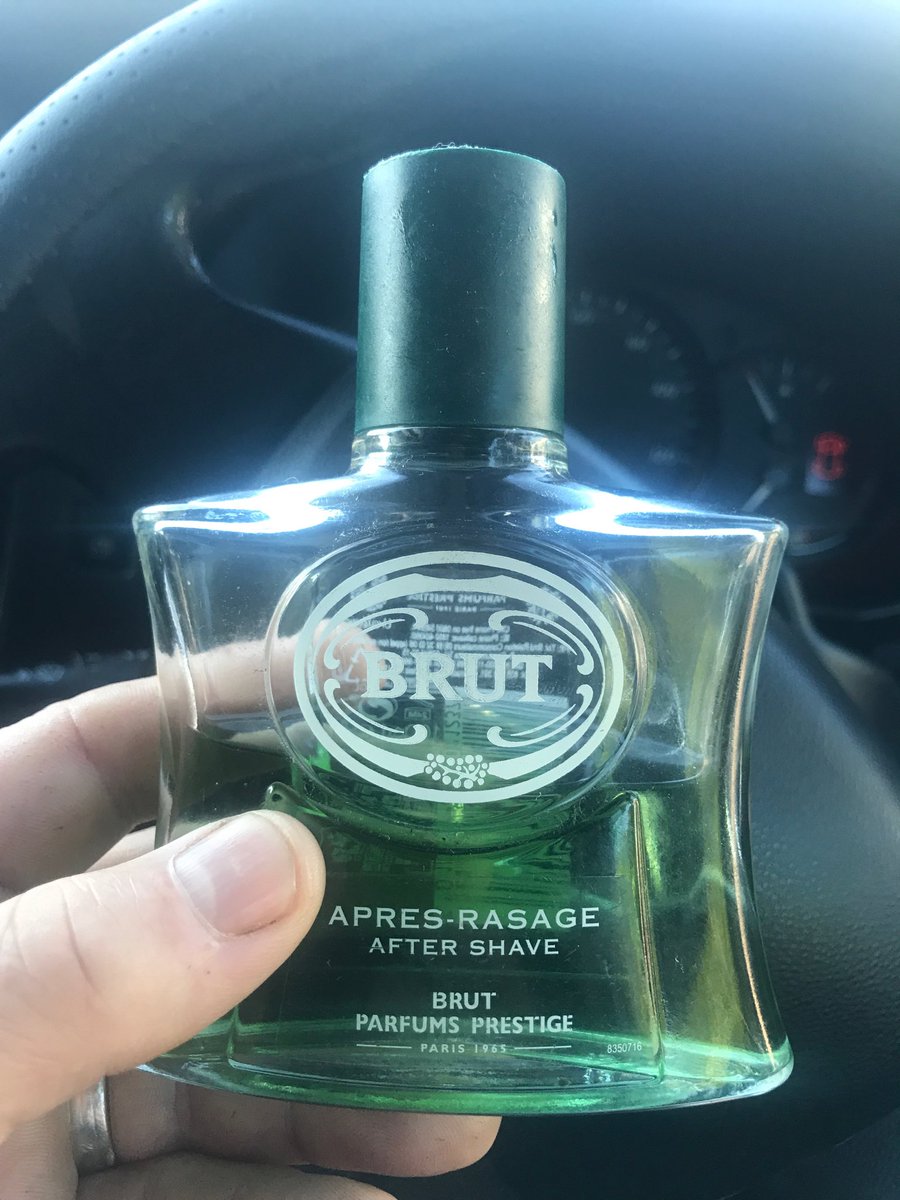 BRUT
APRES-RASAGE
AFTER SHAVE
BRUT
PARFUMS PRESTIGE
PARIS 1965
8350716